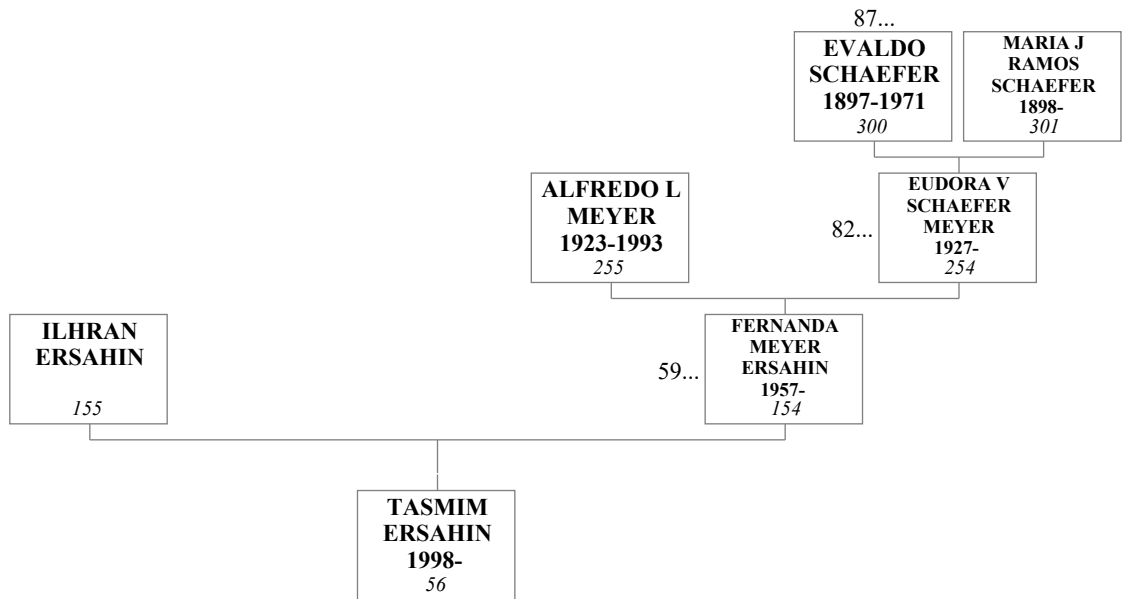 87...
EVALDO
SCHAEFER
1897-1971
300
MARIA J
RAMOS
SCHAEFER
1898-
301
ALFREDO L
MEYER
1923-1993
255
82...
EUDORA V
SCHAEFER
MEYER
1927-
254
ILHRAN
ERSAHIN
155
59...
FERNANDA
MEYER
ERSAHIN
1957-
154
TASMIM
ERSAHIN
1998-
56